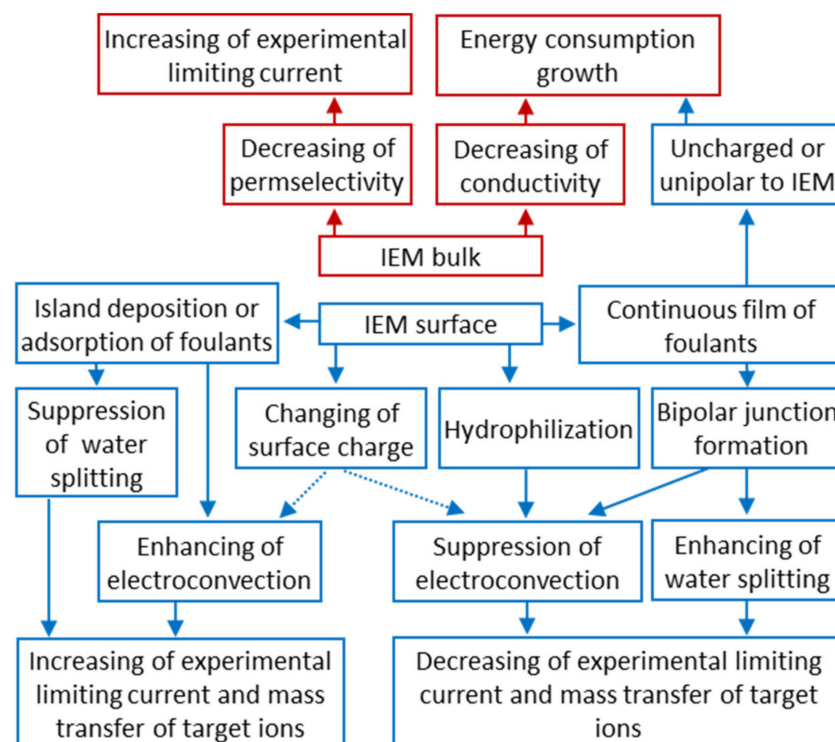 Increasing of experimental
limiting current
Energy consumption
growth
Decreasing of
permselectivity
Decreasing of
conductivity
Uncharged or
unipolar to IEM
IEM bulk
Island deposition or
adsorption of foulants
IEM surface
Continuous film of
foulants
Suppression
of water
splitting
Changing of
surface charge
Hydrophilization
Bipolar junction
formation
Enhancing of
electroconvection
Suppression of
electroconvection
Enhancing of
water splitting
Increasing of experimental
limiting current and mass
transfer of target ions
Decreasing of experimental limiting
current and mass transfer of target
ions